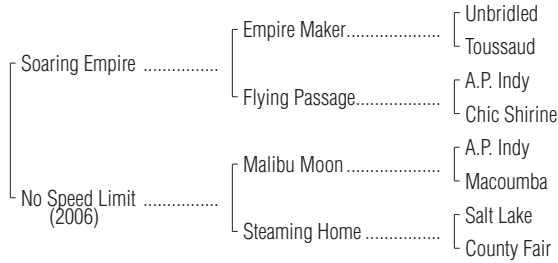 Unbridled
Empire Maker.....................
Toussaud
Soaring Empire ................
A.P. Indy
Flying Passage...................
Chic Shirine
A.P. Indy
Malibu Moon .....................
Macoumba
No Speed Limit ................
(2006)
Salt Lake
Steaming Home .................
County Fair